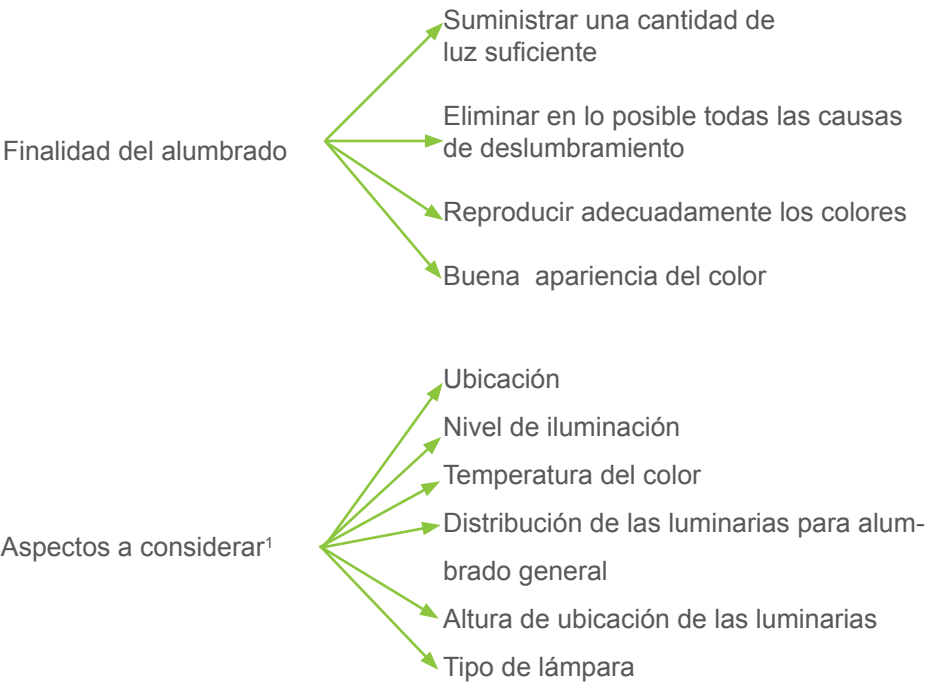 Suministrar una cantidad de
luz suficiente
Eliminar en lo posible todas las causas
de deslumbramiento
Finalidad del alumbrado
Reproducir adecuadamente los colores
Buena apariencia del color
Ubicación
Nivel de iluminación
Temperatura del color
Distribución de las luminarias para alum-
brado general
Aspectos a considerar¹
Altura de ubicación de las luminarias
Tipo de lámpara